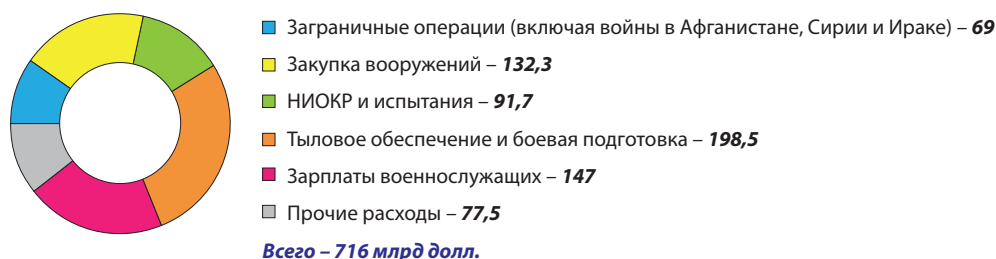 Заграничные операции (включая войны в Афганистане, Сирии и Ираке) – 69
Закупка вооружений – 132,3
НИОКР и испытания – 91,7
Тыловое обеспечение и боевая подготовка – 198,5
Зарплаты военнослужащих – 147
Прочие расходы – 77,5
Всего – 716 млрд долл.